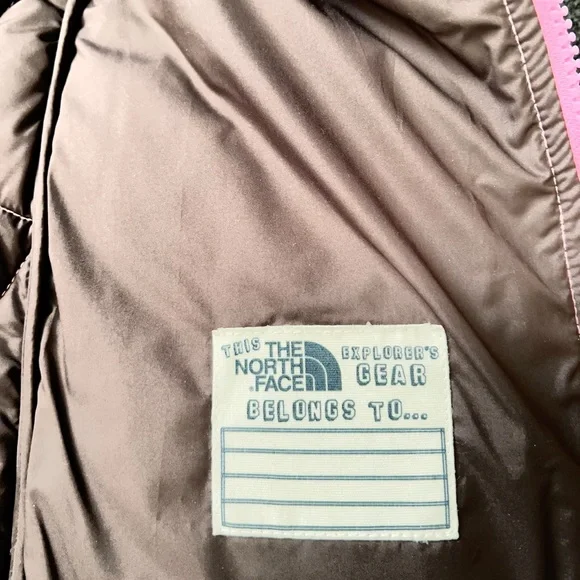 THIS THE NORTH FACE EXPLORER'S GEAR
BELONGS TO...